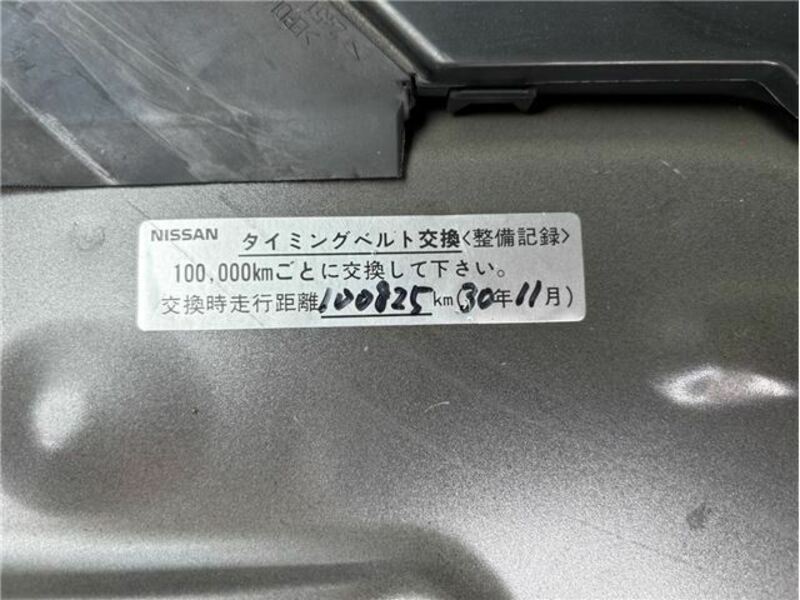 NISSAN タイミングベルト交換<整備記録>
100,000kmごとに交換して下さい。
交換時走行距離100825km(30年11月)